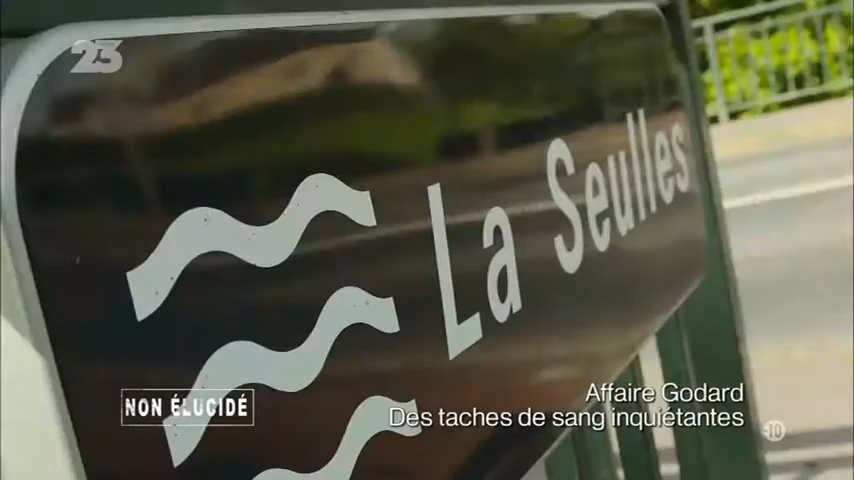 23
La Seulles
NON ÉLUCIDÉ
Affaire Godard
Des taches de sang inquiétantes
-10